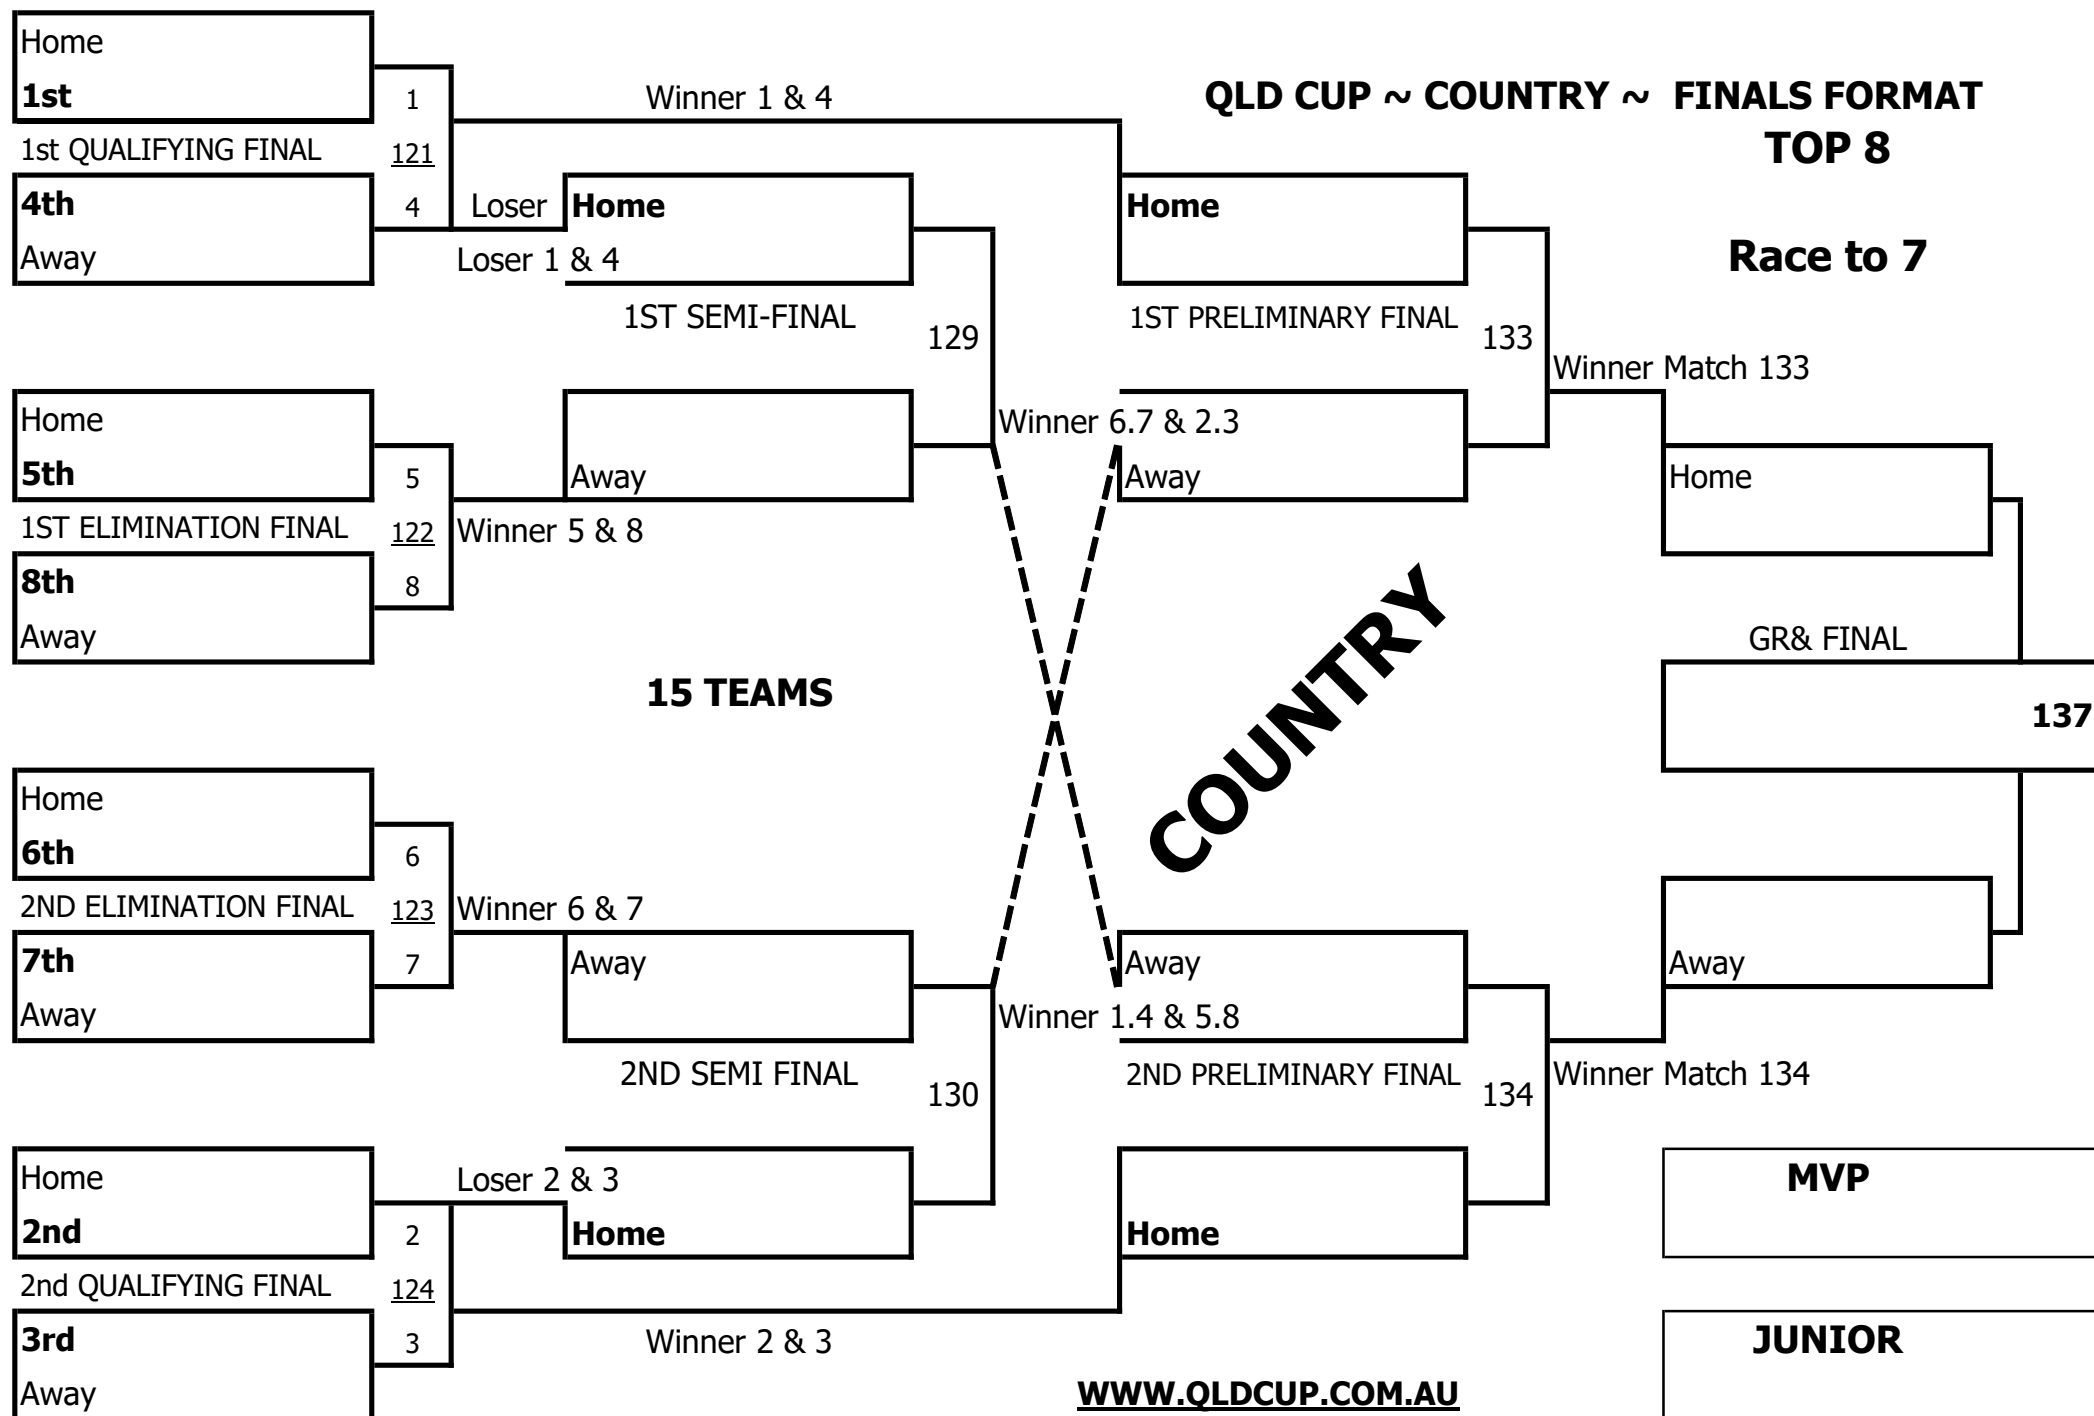 Home
1st
1
Winner 1 & 4
QLD CUP ~ COUNTRY ~ FINALS FORMAT
TOP 8
1st QUALIFYING FINAL
121
4th
4
Loser
Home
Home
Away
Loser 1 & 4
Race to 7
1ST SEMI-FINAL
129
1ST PRELIMINARY FINAL
133
Winner Match 133
Home
5th
5
Away
Winner 6.7 & 2.3
Away
Home
1ST ELIMINATION FINAL
122
Winner 5 & 8
8th
8
Away
COUNTRY
GR& FINAL
15 TEAMS
137
Home
6th
6
2ND ELIMINATION FINAL
123
Winner 6 & 7
7th
7
Away
Away
Away
Away
Winner 1.4 & 5.8
2ND SEMI FINAL
130
2ND PRELIMINARY FINAL
134
Winner Match 134
Home
Loser 2 & 3
MVP
2nd
2
Home
Home
2nd QUALIFYING FINAL
124
3rd
3
Winner 2 & 3
JUNIOR
Away
WWW.QLDCUP.COM.AU